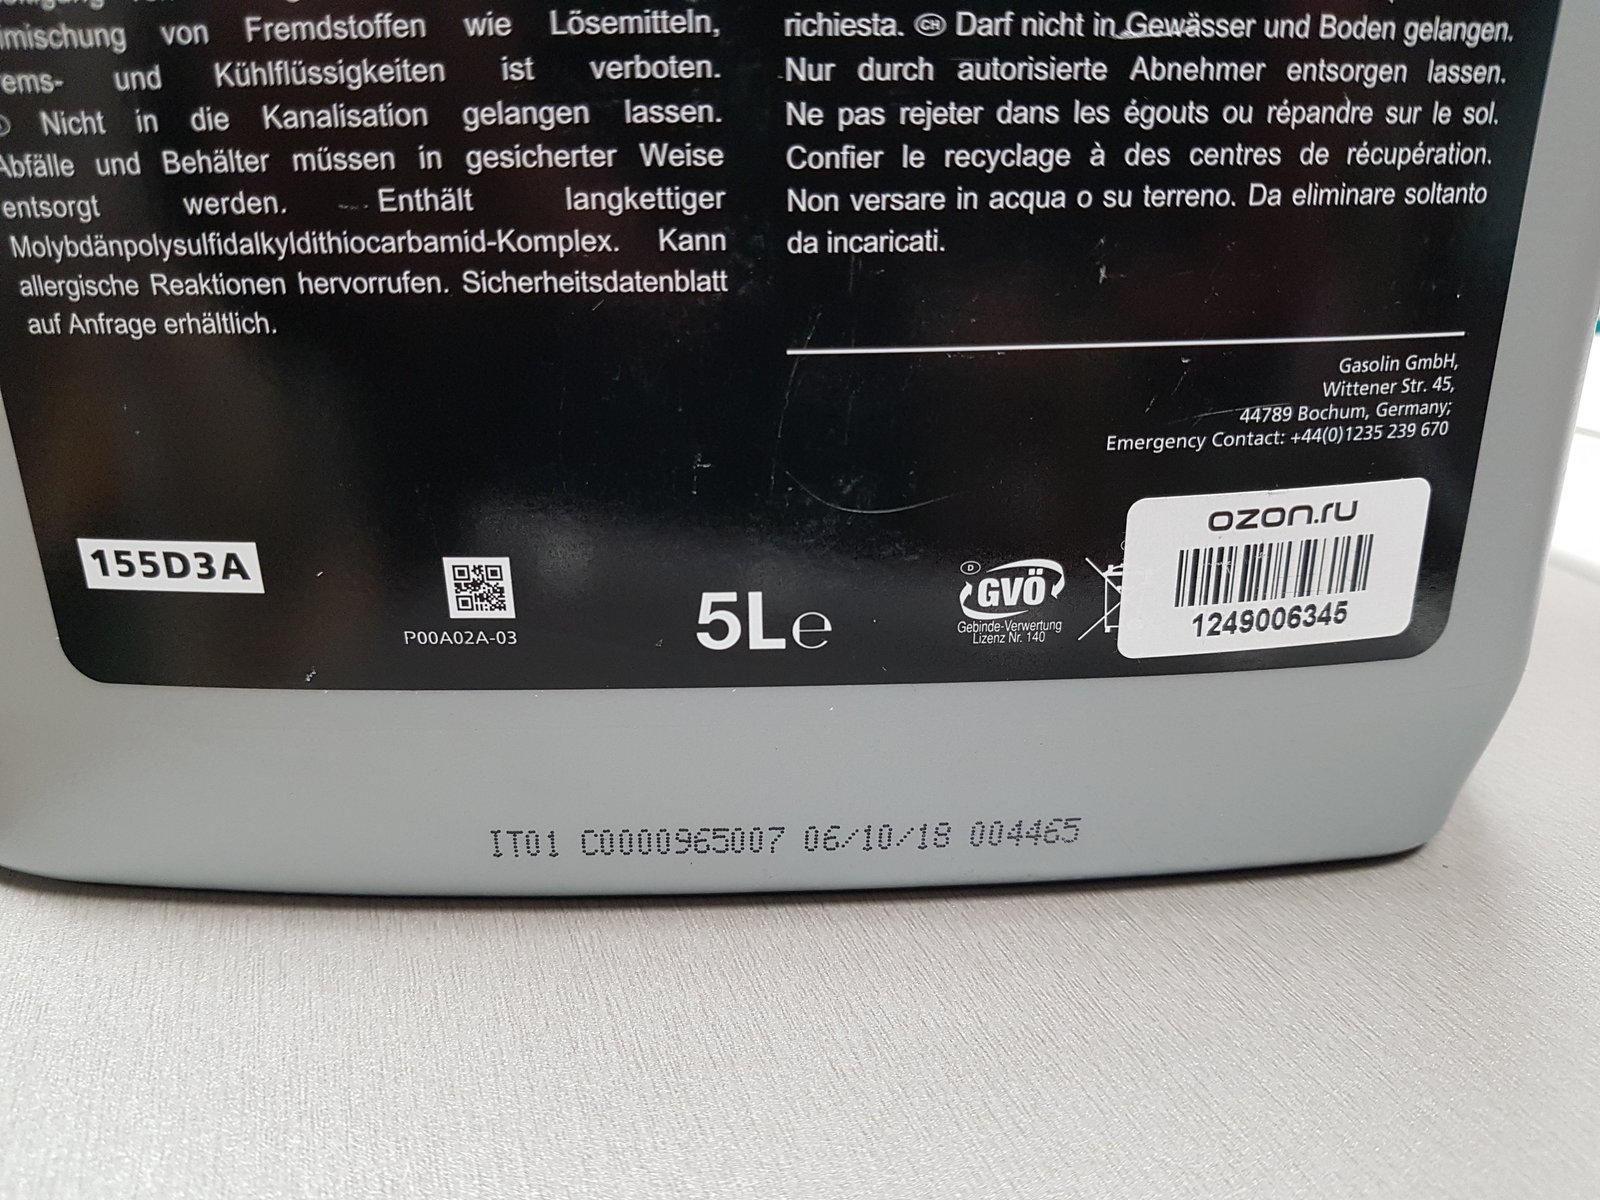 von Fremdstoffen wie Lösemitteln,
und Kühlflüssigkeiten ist verboten.
Nicht in die Kanalisation gelangen lassen.
Abfälle und Behälter müssen in gesicherter Weise
entsorgt werden. Enthält langkettiger
Molybdänpolysulfidalkyldithiocarbamid-Komplex. Kann
allergische Reaktionen hervorrufen. Sicherheitsdatenblatt
auf Anfrage erhältlich.
richiesta. CH Darf nicht in Gewässer und Boden gelangen.
Nur durch autorisierte Abnehmer entsorgen lassen.
Ne pas rejeter dans les égouts ou répandre sur le sol.
Confier le recyclage à des centres de récupération.
Non versare in acqua o su terreno. Da eliminare soltanto
da incaricati.
Gasolin GmbH,
Wittener Str. 45,
44789 Bochum, Germany;
Emergency Contact: +44(0)1235 239 670
155D3A
P00A02A-03
5L e
D
GVÖ
Gebinde-Verwertung
Lizenz Nr. 140
ozon.ru
1249006345
IT01 C0000965007 06/10/18 004465